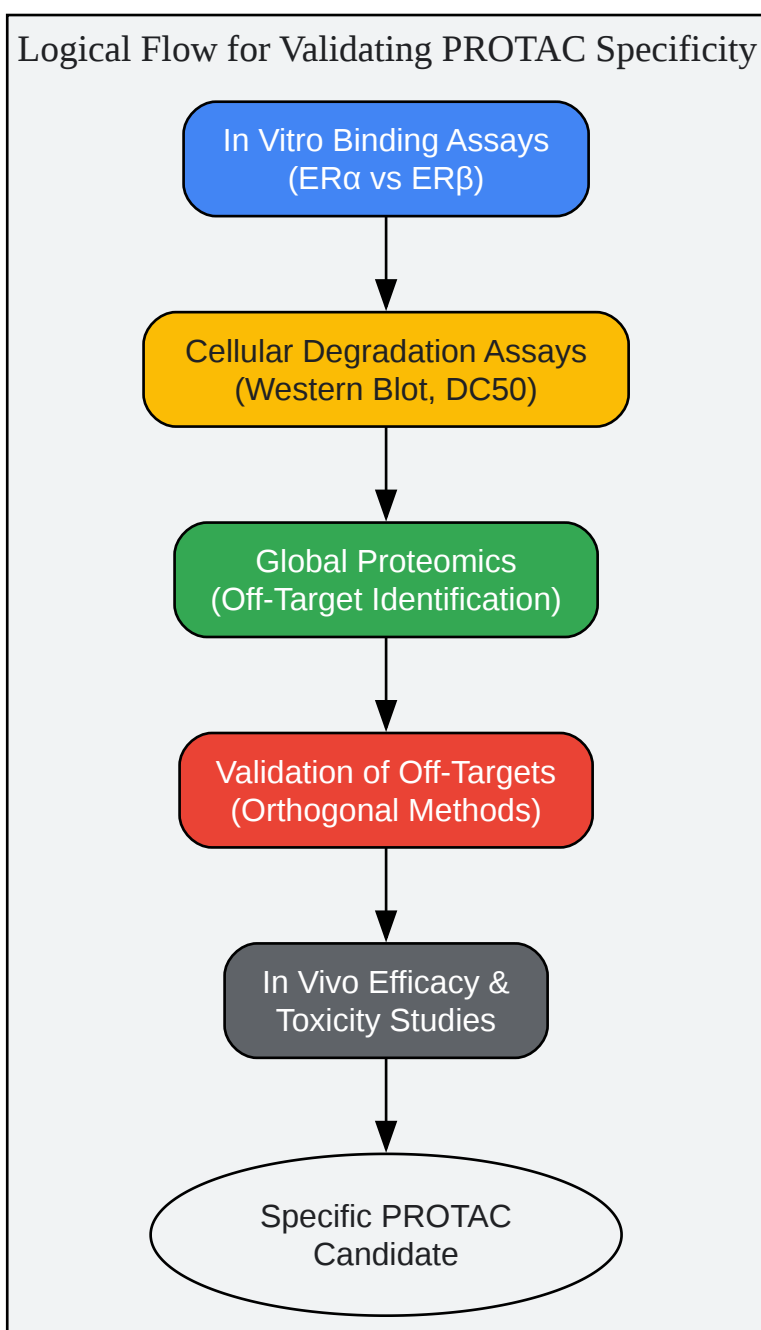 Logical Flow for Validating PROTAC Specificity
In Vitro Binding Assays
(ERα vs ERβ)
Cellular Degradation Assays
(Western Blot, DC50)
Global Proteomics
(Off-Target Identification)
Validation of Off-Targets
(Orthogonal Methods)
In Vivo Efficacy &
Toxicity Studies
Specific PROTAC
Candidate